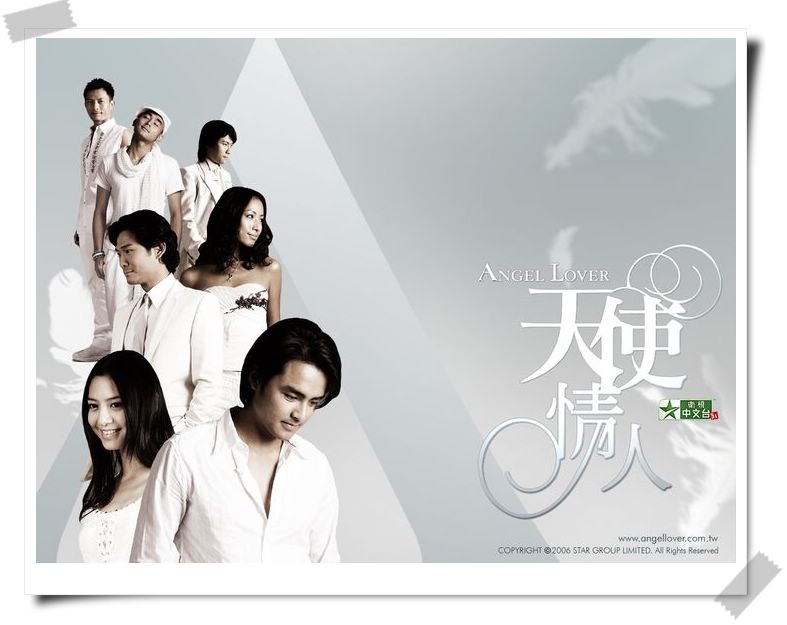 ANGEL LOVER
天使
情人
衛視
中文台
www.angellover.com.tw
COPYRIGHT ©2006 STAR GROUP LIMITED. All Rights Reserved